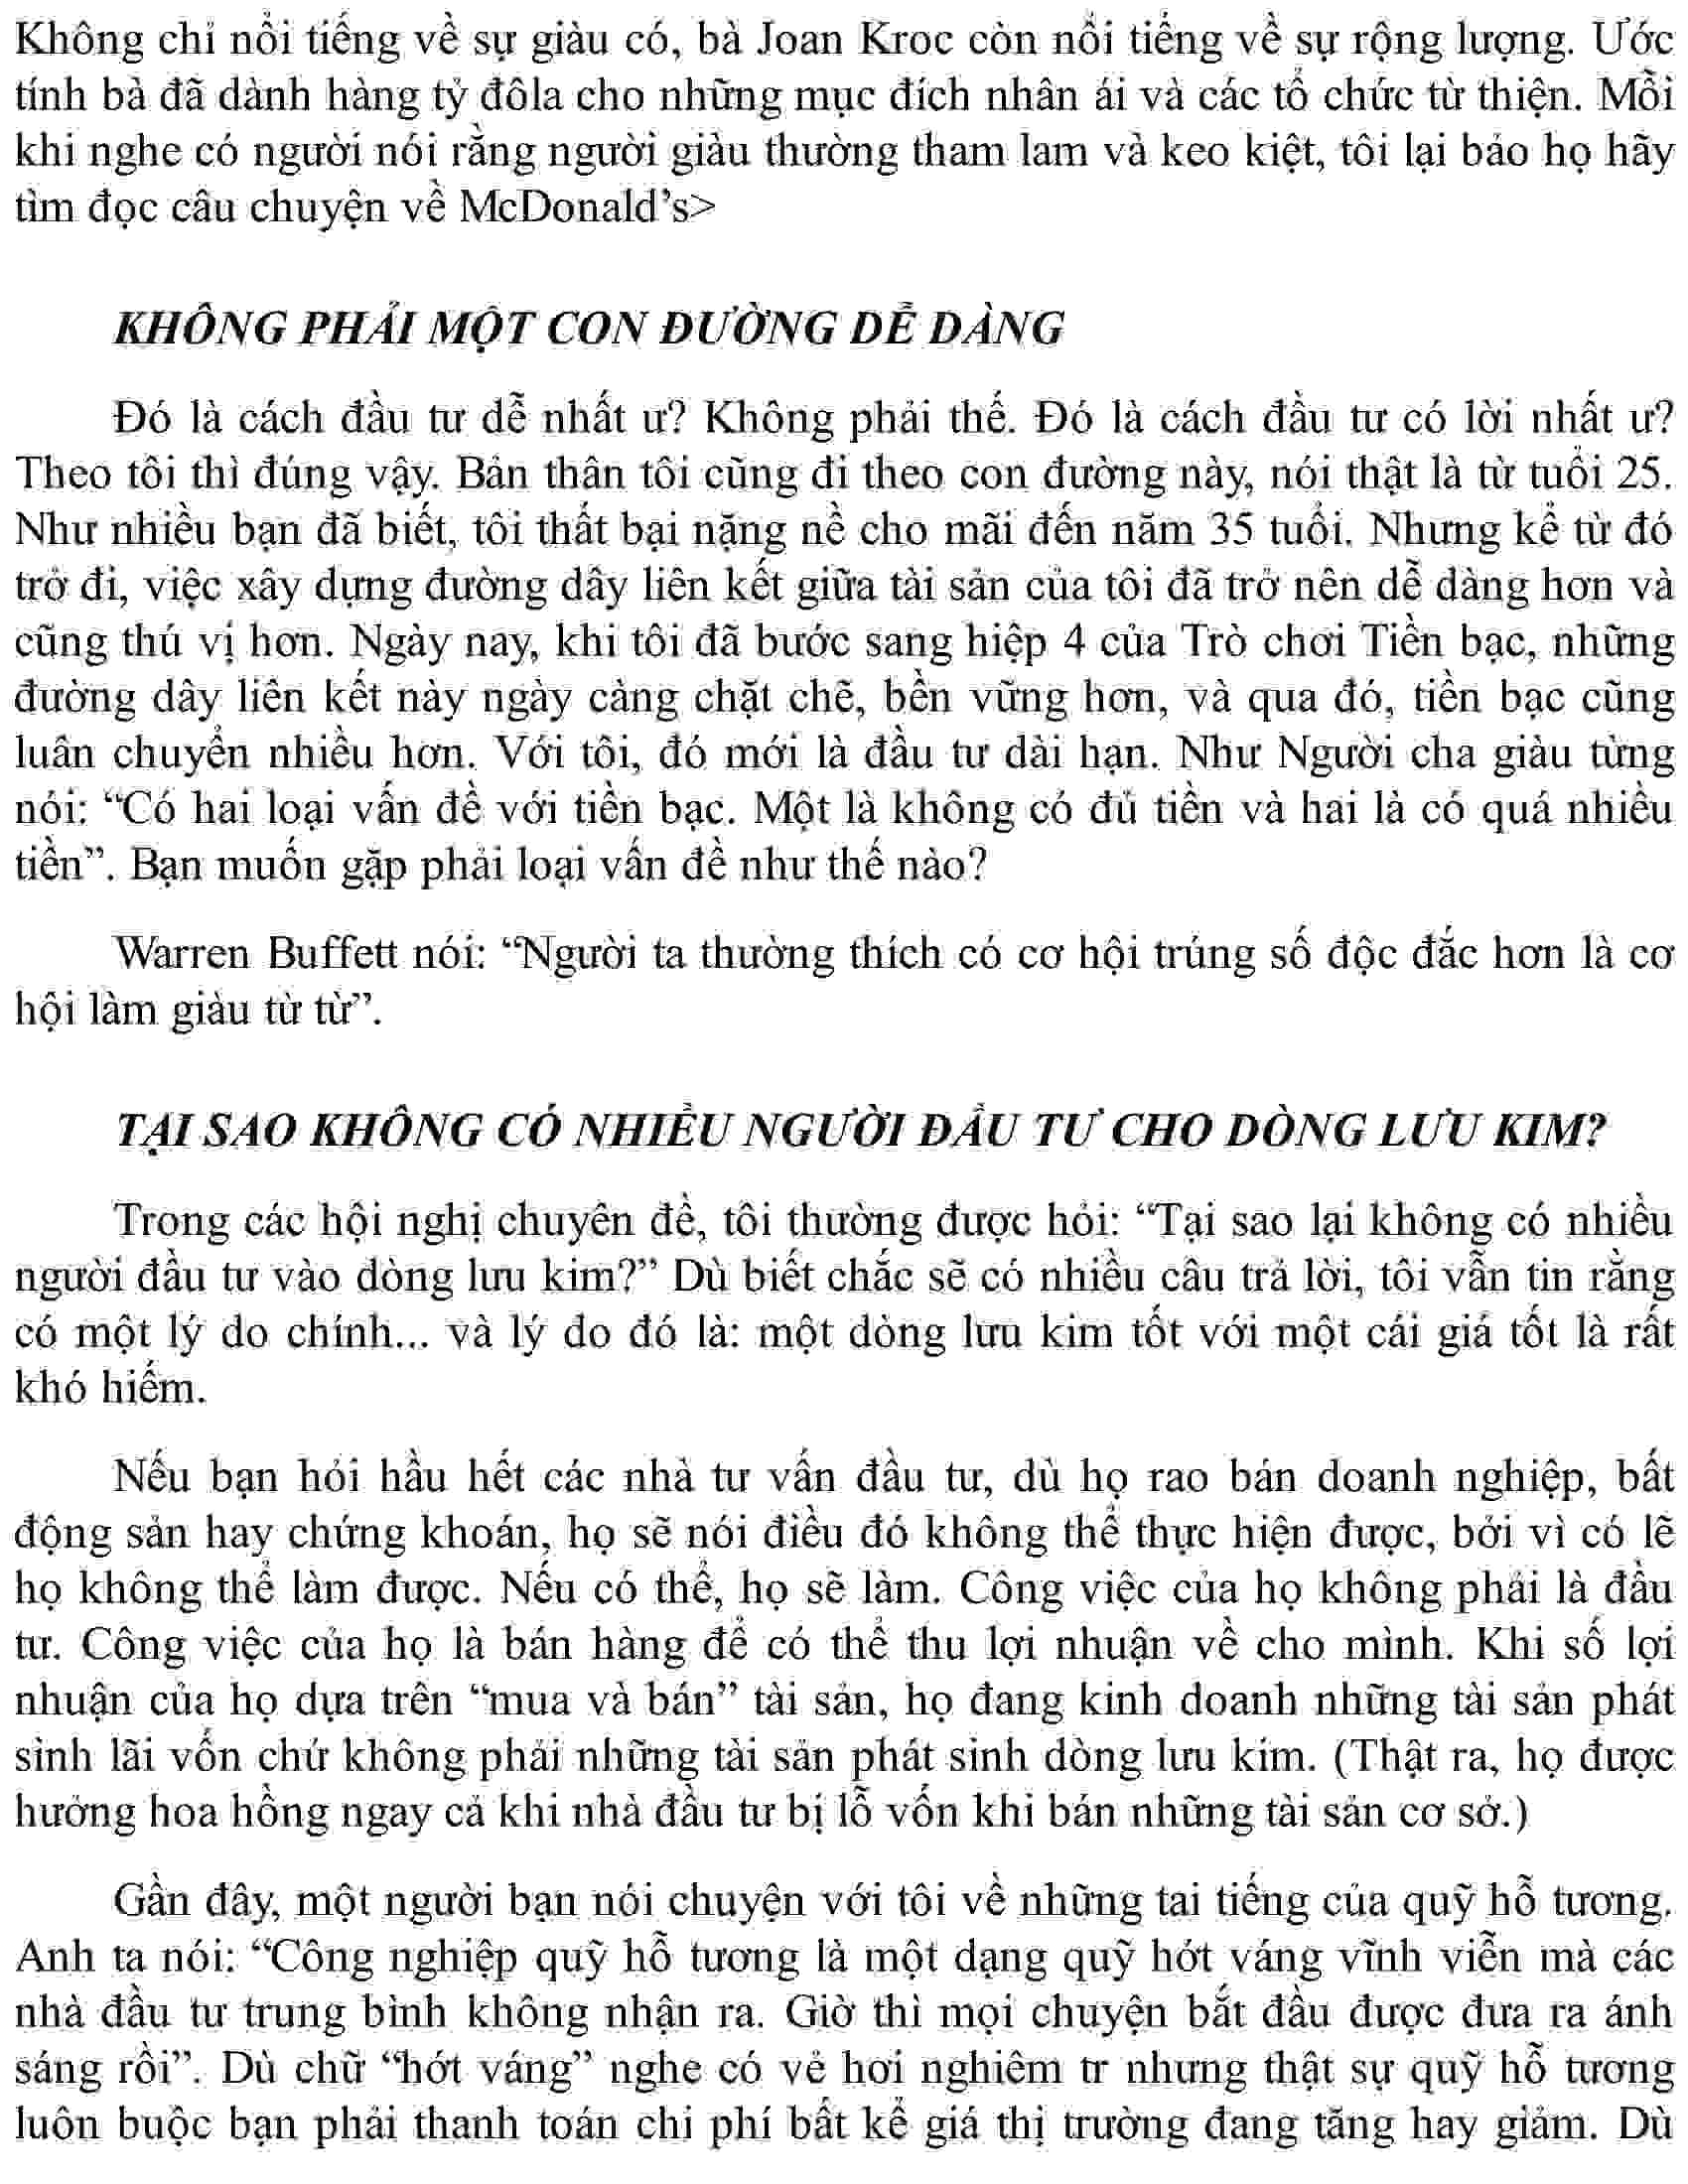 Không chỉ nổi tiếng về sự giàu có, bà Joan Kroc còn nổi tiếng về sự rộng lượng. Ước
tính bà đã dành hàng tỷ đôla cho những mục đích nhân ái và các tổ chức từ thiện. Mỗi
khi nghe có người nói rằng người giàu thường tham lam và keo kiệt, tôi lại bảo họ hãy
tìm đọc câu chuyện về McDonald’s>
KHÔNG PHẢI MỘT CON ĐƯỜNG DỄ DÀNG
Đó là cách đầu tư dễ nhất ư? Không phải thế. Đó là cách đầu tư có lời nhất ư?
Theo tôi thì đúng vậy. Bản thân tôi cũng đi theo con đường này, nói thật là từ tuổi 25.
Như nhiều bạn đã biết, tôi thất bại nặng nề cho mãi đến năm 35 tuổi. Nhưng kể từ đó
trở đi, việc xây dựng đường dây liên kết giữa tài sản của tôi đã trở nên dễ dàng hơn và
cũng thú vị hơn. Ngày nay, khi tôi đã bước sang hiệp 4 của Trò chơi Tiền bạc, những
đường dây liên kết này ngày càng chặt chẽ, bền vững hơn, và qua đó, tiền bạc cũng
luân chuyển nhiều hơn. Với tôi, đó mới là đầu tư dài hạn. Như Người cha giàu từng
nói: “Có hai loại vấn đề với tiền bạc. Một là không có đủ tiền và hai là có quá nhiều
tiền”. Bạn muốn gặp phải loại vấn đề như thế nào?
Warren Buffett nói: “Người ta thường thích có cơ hội trúng số độc đắc hơn là cơ
hội làm giàu từ từ”.
TẠI SAO KHÔNG CÓ NHIỀU NGƯỜI ĐẦU TƯ CHO DÒNG LƯU KIM?
Trong các hội nghị chuyên đề, tôi thường được hỏi: “Tại sao lại không có nhiều
người đầu tư vào dòng lưu kim?” Dù biết chắc sẽ có nhiều câu trả lời, tôi vẫn tin rằng
có một lý do chính... và lý do đó là: một dòng lưu kim tốt với một cái giá tốt là rất
khó hiếm.
Nếu bạn hỏi hầu hết các nhà tư vấn đầu tư, dù họ rao bán doanh nghiệp, bất
động sản hay chứng khoán, họ sẽ nói điều đó không thể thực hiện được, bởi vì có lẽ
họ không thể làm được. Nếu có thể, họ sẽ làm. Công việc của họ không phải là đầu
tư. Công việc của họ là bán hàng để có thể thu lợi nhuận về cho mình. Khi số lợi
nhuận của họ dựa trên “mua và bán” tài sản, họ đang kinh doanh những tài sản phát
sinh lãi vốn chứ không phải những tài sản phát sinh dòng lưu kim. (Thật ra, họ được
hưởng hoa hồng ngay cả khi nhà đầu tư bị lỗ vốn khi bán những tài sản cơ sở.)
Gần đây, một người bạn nói chuyện với tôi về những tai tiếng của quỹ hỗ tương.
Anh ta nói: “Công nghiệp quỹ hỗ tương là một dạng quỹ hớt váng vĩnh viễn mà các
nhà đầu tư trung bình không nhận ra. Giờ thì mọi chuyện bắt đầu được đưa ra ánh
sáng rồi”. Dù chữ “hớt váng” nghe có vẻ hơi nghiêm tr nhưng thật sự quỹ hỗ tương
luôn buộc bạn phải thanh toán chi phí bất kể giá thị trường đang tăng hay giảm. Dù